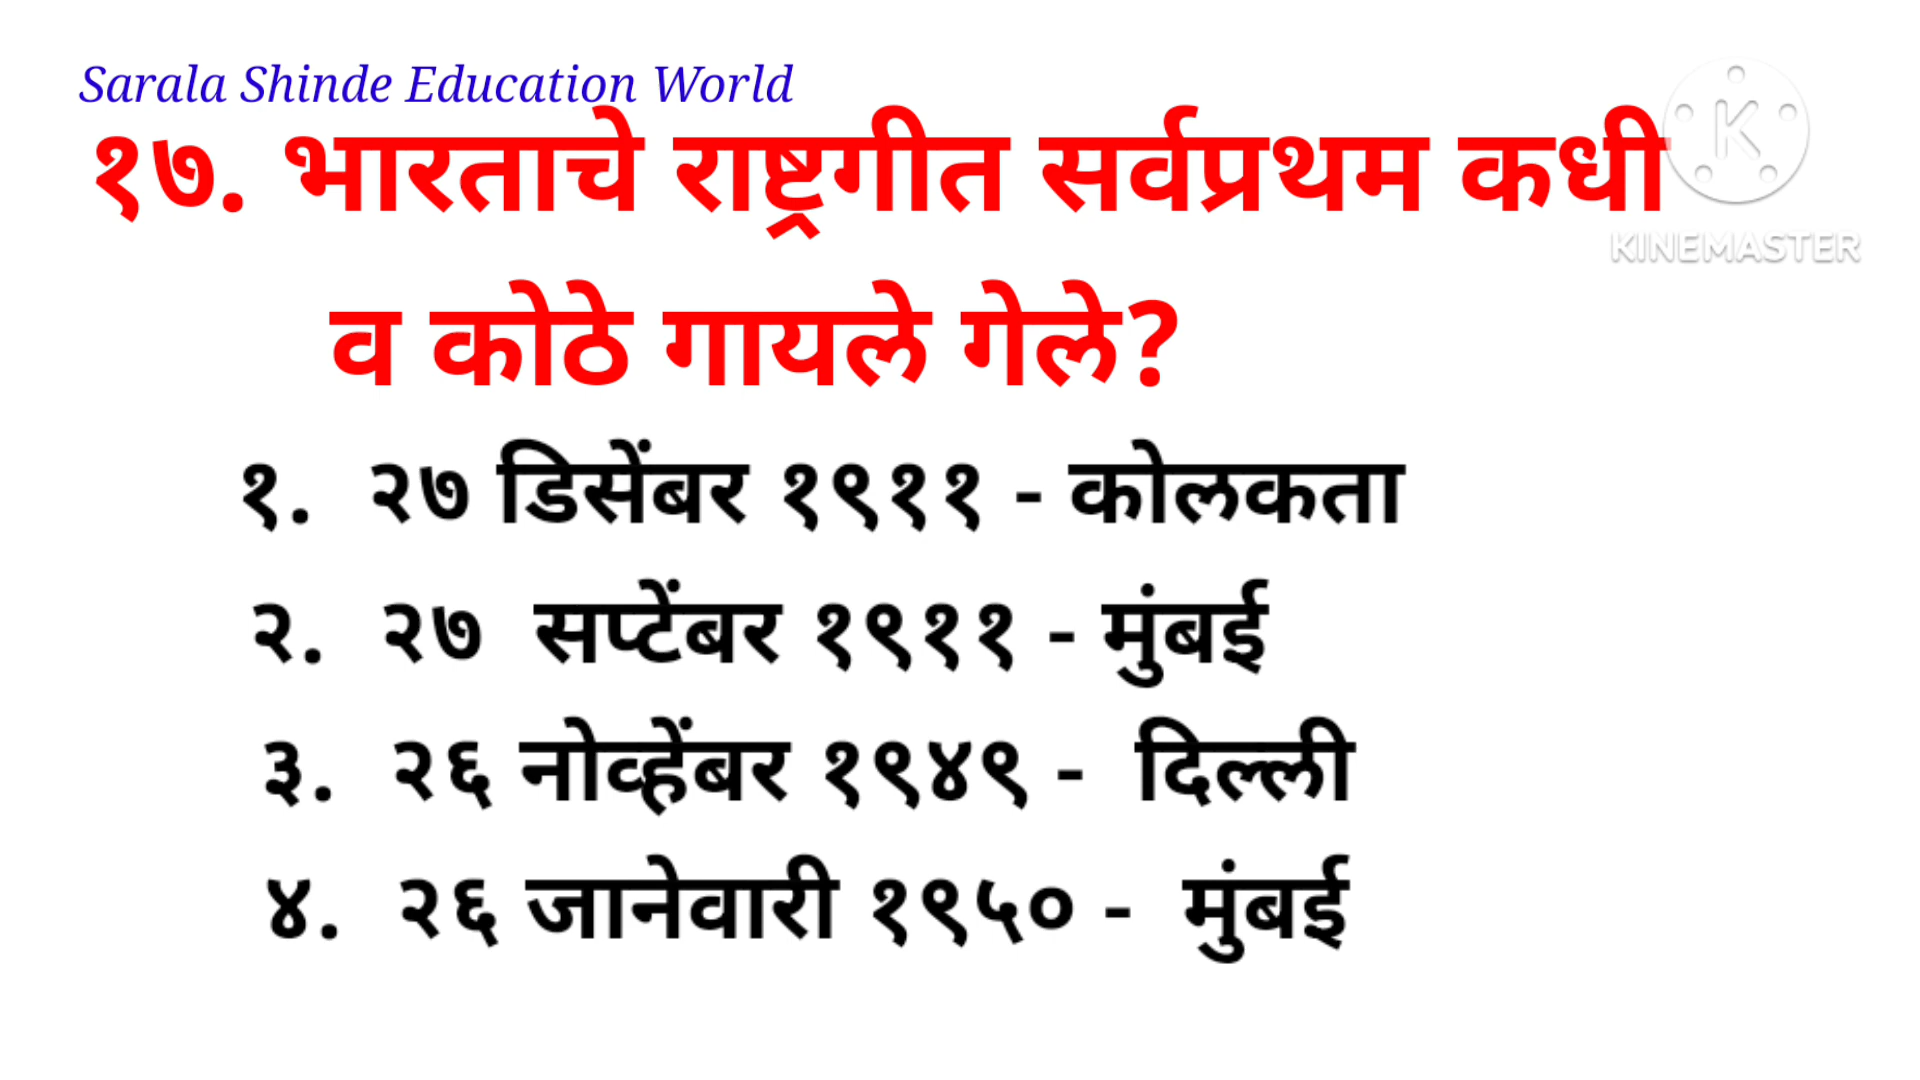 Sarala Shinde Education World
१७. भारताचे राष्ट्रगीत सर्वप्रथम कधी
व कोठे गायले गेले?
K
KINEMASTER
१. २७ डिसेंबर १९११ - कोलकता
२. २७ सप्टेंबर १९११ - मुंबई
३. २६ नोव्हेंबर १९४९ - दिल्ली
४. २६ जानेवारी १९५० - मुंबई